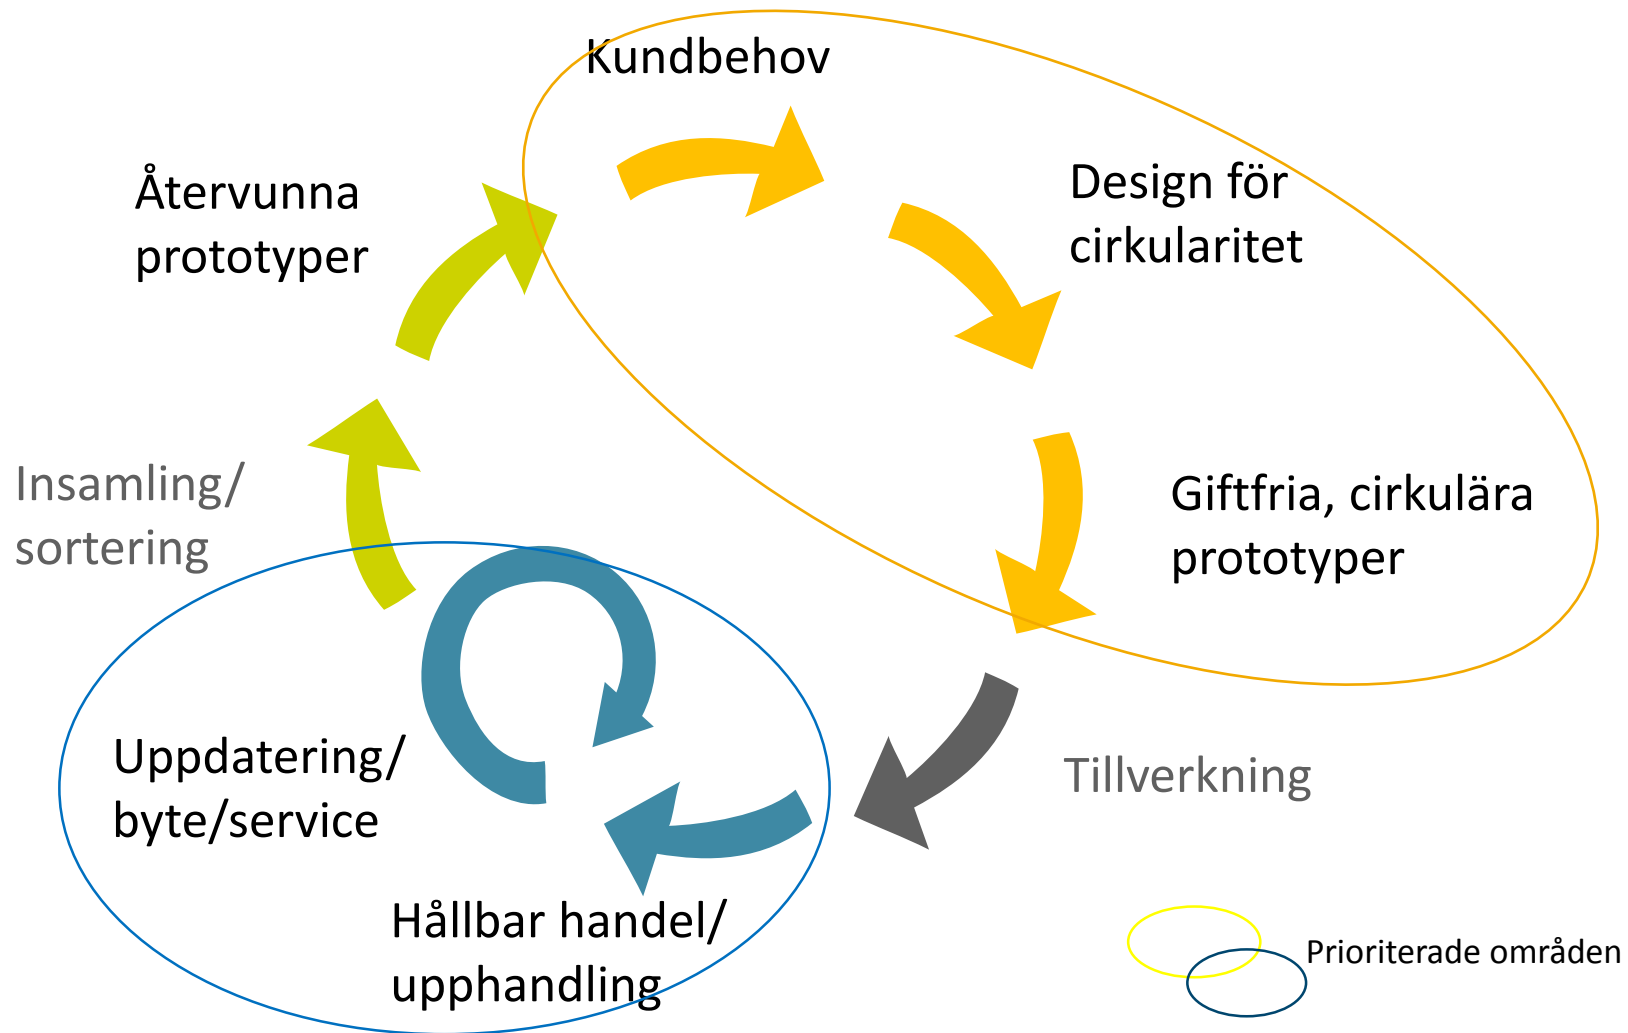 Kundbehov
Design för
cirkularitet
Giftfria, cirkulära
prototyper
Tillverkning
Hållbar handel/
upphandling
Uppdatering/
byte/service
Insamling/
sortering
Återvunna
prototyper
Prioriterade områden